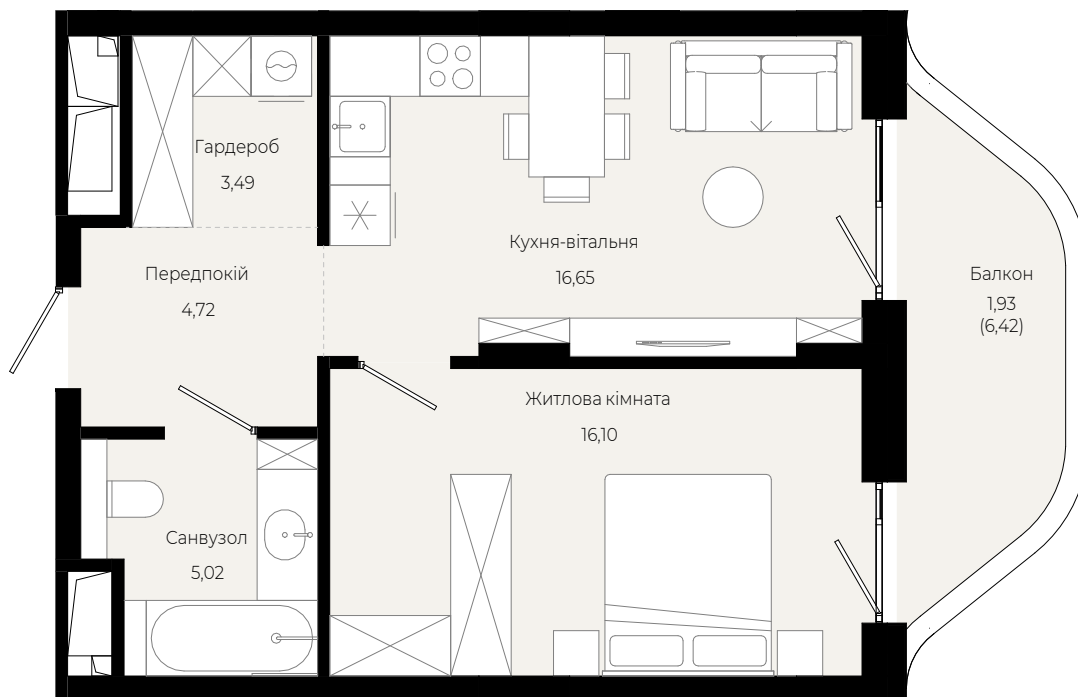 Гардероб
3,49
Кухня-вітальня
16,65
Передпокій
4,72
Балкон
1,93
(6,42)
Житлова кімната
16,10
Санвузол
5,02